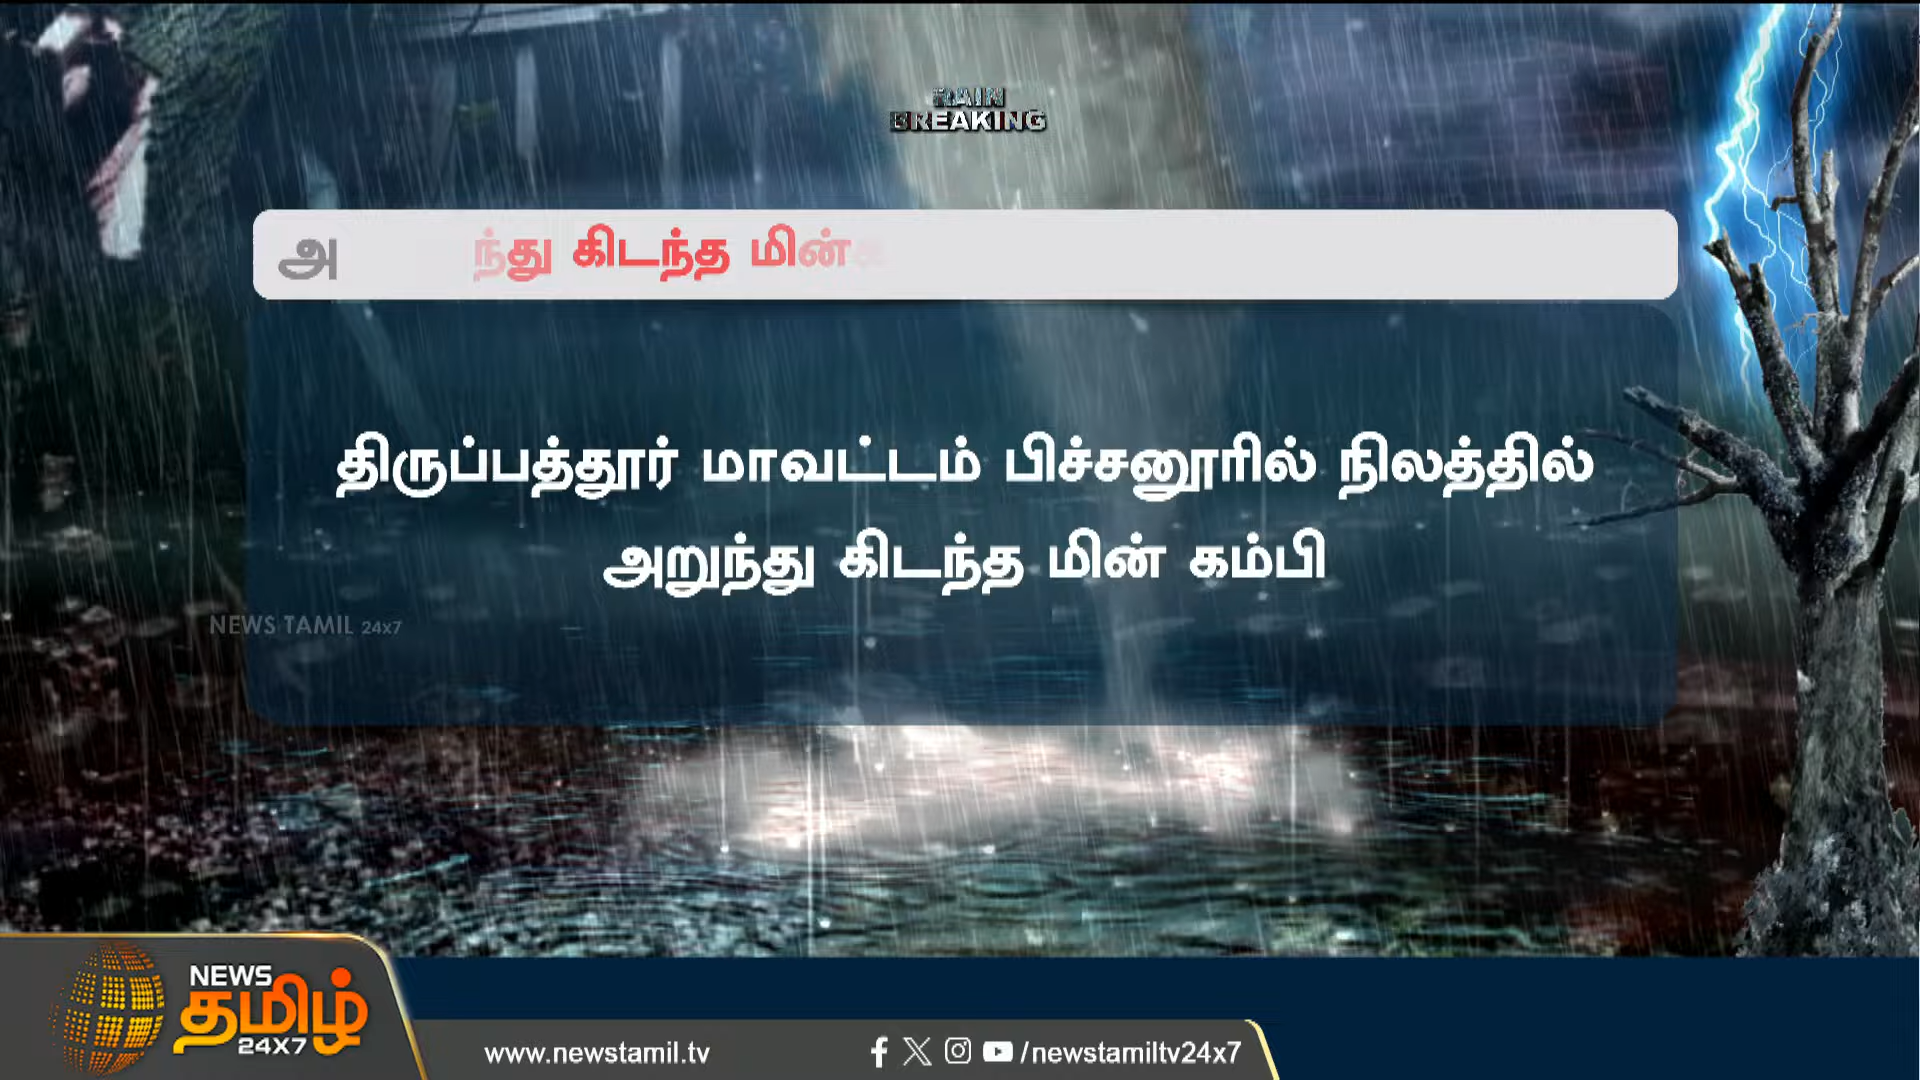 RAIN
BREAKING
அ ந்து கிடந்த மின்
திருப்பத்தூர் மாவட்டம் பிச்சனூரில் நிலத்தில்
அறுந்து கிடந்த மின் கம்பி
NEWS TAMIL 24x7
NEWS
தமிழ்
24X7
www.newstamil.tv
/newstamiltv24x7